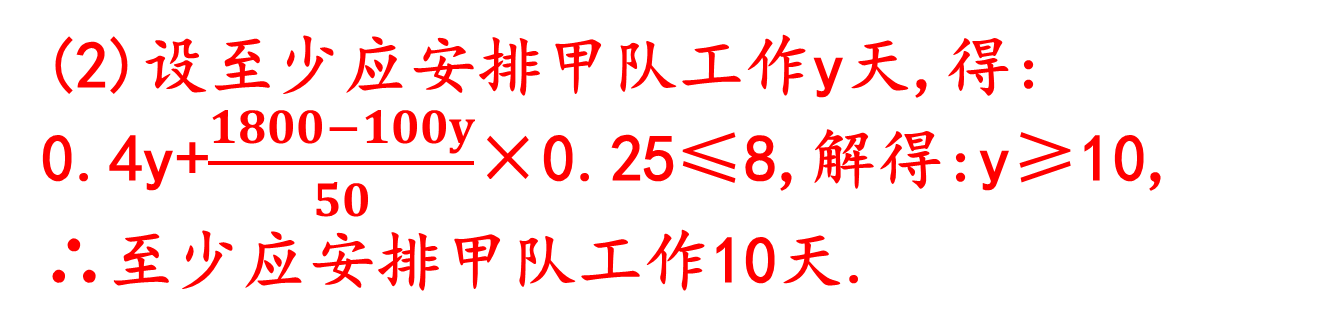 (2)设至少应安排甲队工作y天,得:
0.4y+\frac{1800-100y}{50}×0.25≤8,解得:y≥10,
∴至少应安排甲队工作10天.